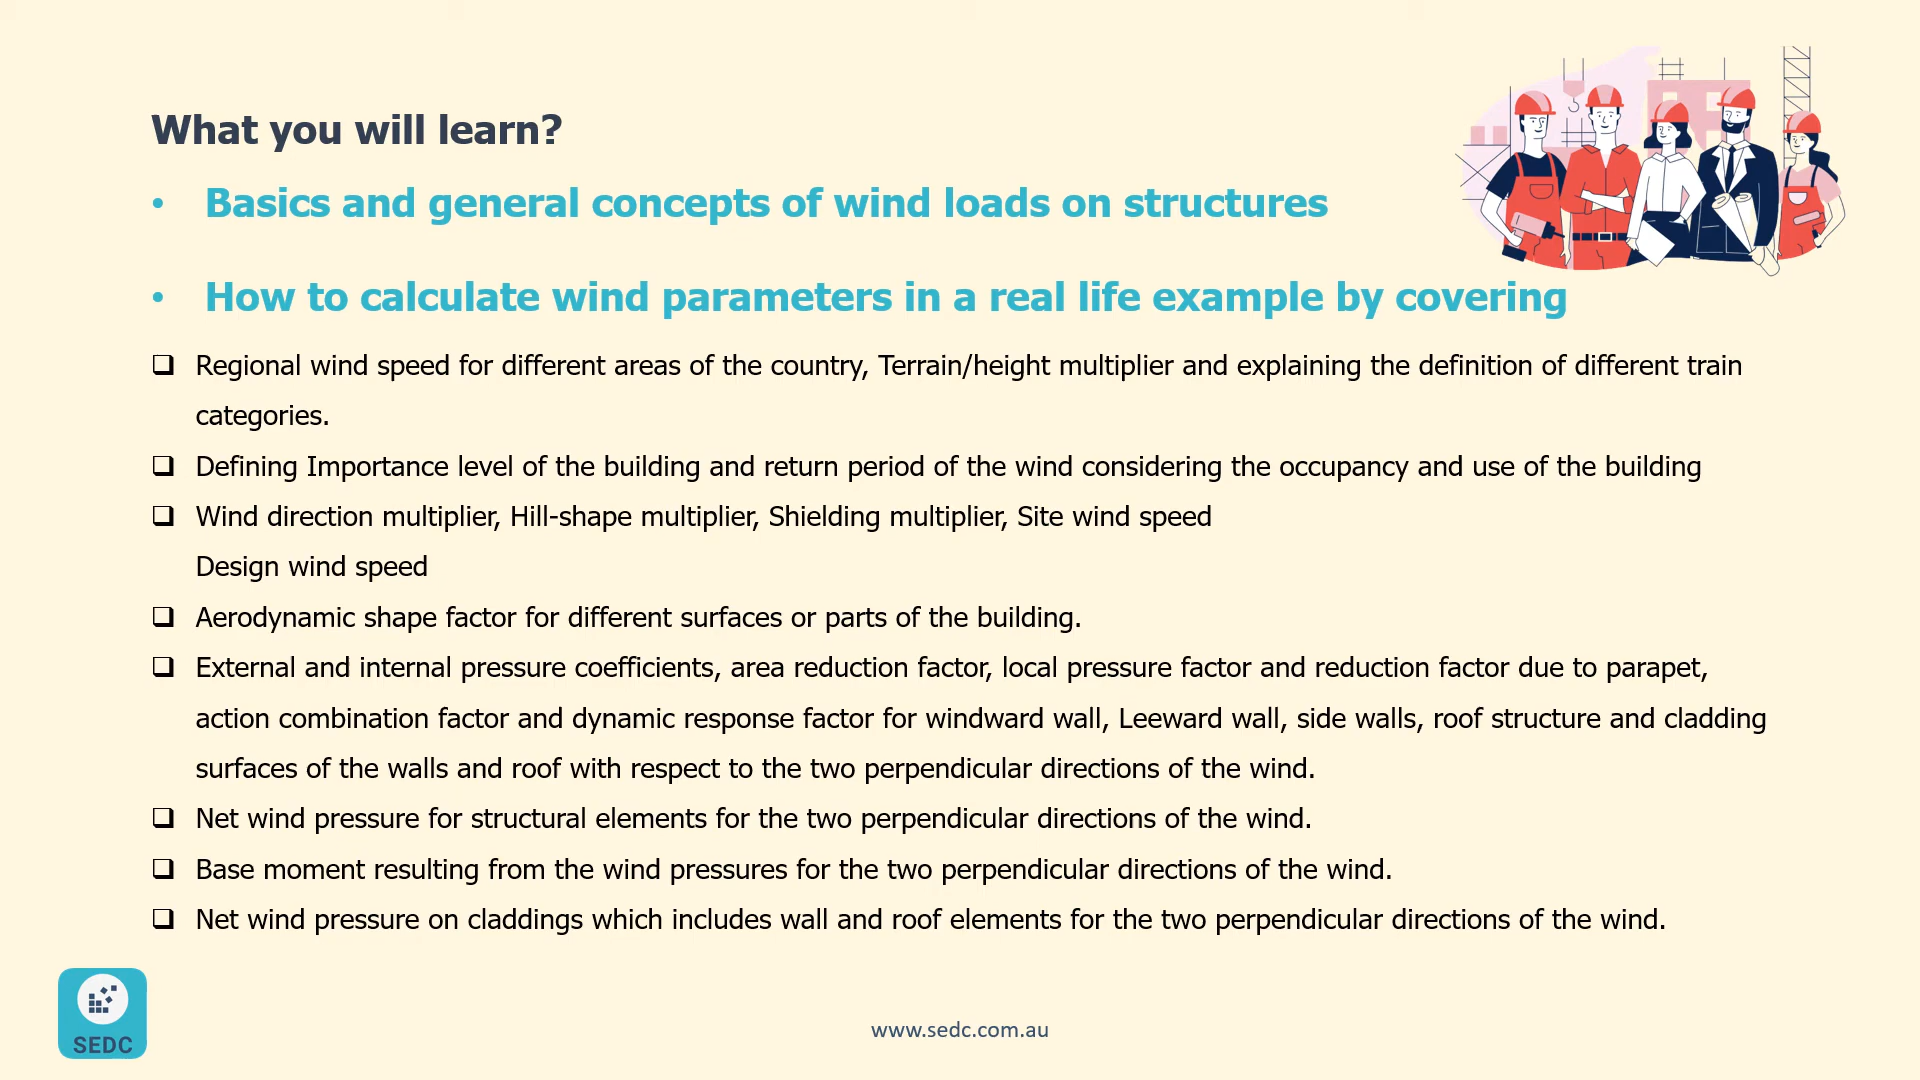 What you will learn?
• Basics and general concepts of wind loads on structures
• How to calculate wind parameters in a real life example by covering
❑ Regional wind speed for different areas of the country, Terrain/height multiplier and explaining the definition of different train
categories.
❑ Defining Importance level of the building and return period of the wind considering the occupancy and use of the building
❑ Wind direction multiplier, Hill-shape multiplier, Shielding multiplier, Site wind speed
Design wind speed
❑ Aerodynamic shape factor for different surfaces or parts of the building.
❑ External and internal pressure coefficients, area reduction factor, local pressure factor and reduction factor due to parapet,
action combination factor and dynamic response factor for windward wall, Leeward wall, side walls, roof structure and cladding
surfaces of the walls and roof with respect to the two perpendicular directions of the wind.
❑ Net wind pressure for structural elements for the two perpendicular directions of the wind.
❑ Base moment resulting from the wind pressures for the two perpendicular directions of the wind.
❑ Net wind pressure on claddings which includes wall and roof elements for the two perpendicular directions of the wind.
SEDC
www.sedc.com.au